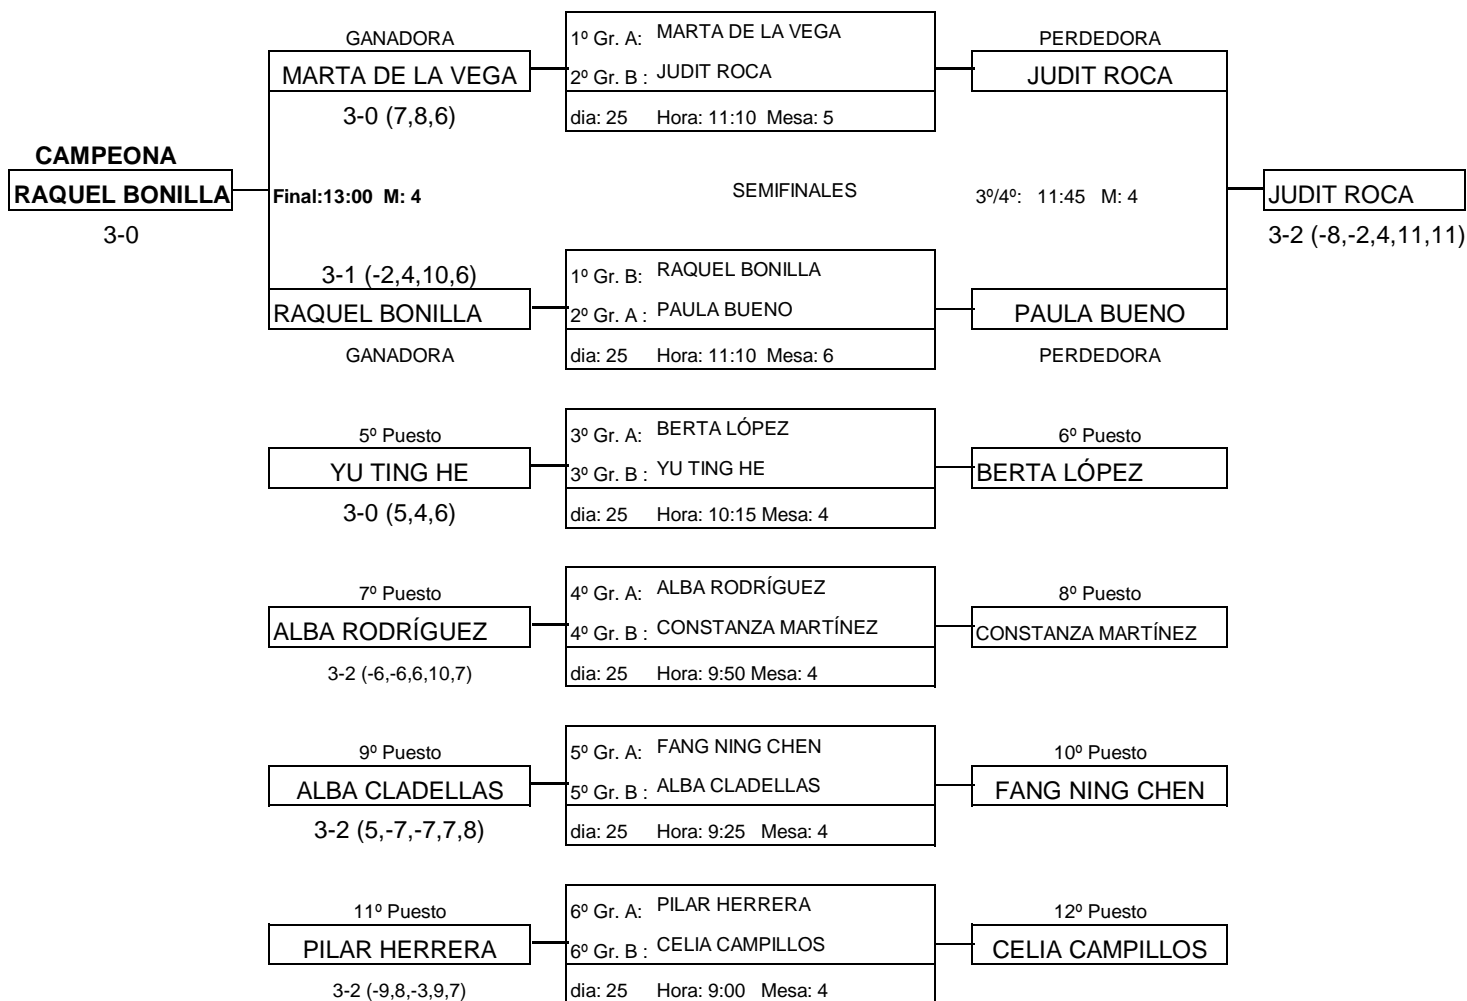 GANADORA
1º Gr. A: MARTA DE LA VEGA
PERDEDORA
MARTA DE LA VEGA
2º Gr. B : JUDIT ROCA
JUDIT ROCA
3-0 (7,8,6)
dia: 25 Hora: 11:10 Mesa: 5
CAMPEONA
RAQUEL BONILLA
Final:13:00 M: 4
SEMIFINALES
3º/4º: 11:45 M: 4
JUDIT ROCA
3-0
3-2 (-8,-2,4,11,11)
3-1 (-2,4,10,6)
1º Gr. B: RAQUEL BONILLA
RAQUEL BONILLA
2º Gr. A : PAULA BUENO
PAULA BUENO
GANADORA
dia: 25 Hora: 11:10 Mesa: 6
PERDEDORA
5º Puesto
3º Gr. A: BERTA LÓPEZ
6º Puesto
YU TING HE
3º Gr. B : YU TING HE
BERTA LÓPEZ
3-0 (5,4,6)
dia: 25 Hora: 10:15 Mesa: 4
7º Puesto
4º Gr. A: ALBA RODRÍGUEZ
8º Puesto
ALBA RODRÍGUEZ
4º Gr. B : CONSTANZA MARTÍNEZ
CONSTANZA MARTÍNEZ
3-2 (-6,-6,6,10,7)
dia: 25 Hora: 9:50 Mesa: 4
9º Puesto
5º Gr. A: FANG NING CHEN
10º Puesto
ALBA CLADELLAS
5º Gr. B : ALBA CLADELLAS
FANG NING CHEN
3-2 (5,-7,-7,7,8)
dia: 25 Hora: 9:25 Mesa: 4
11º Puesto
6º Gr. A: PILAR HERRERA
12º Puesto
PILAR HERRERA
6º Gr. B : CELIA CAMPILLOS
CELIA CAMPILLOS
3-2 (-9,8,-3,9,7)
dia: 25 Hora: 9:00 Mesa: 4